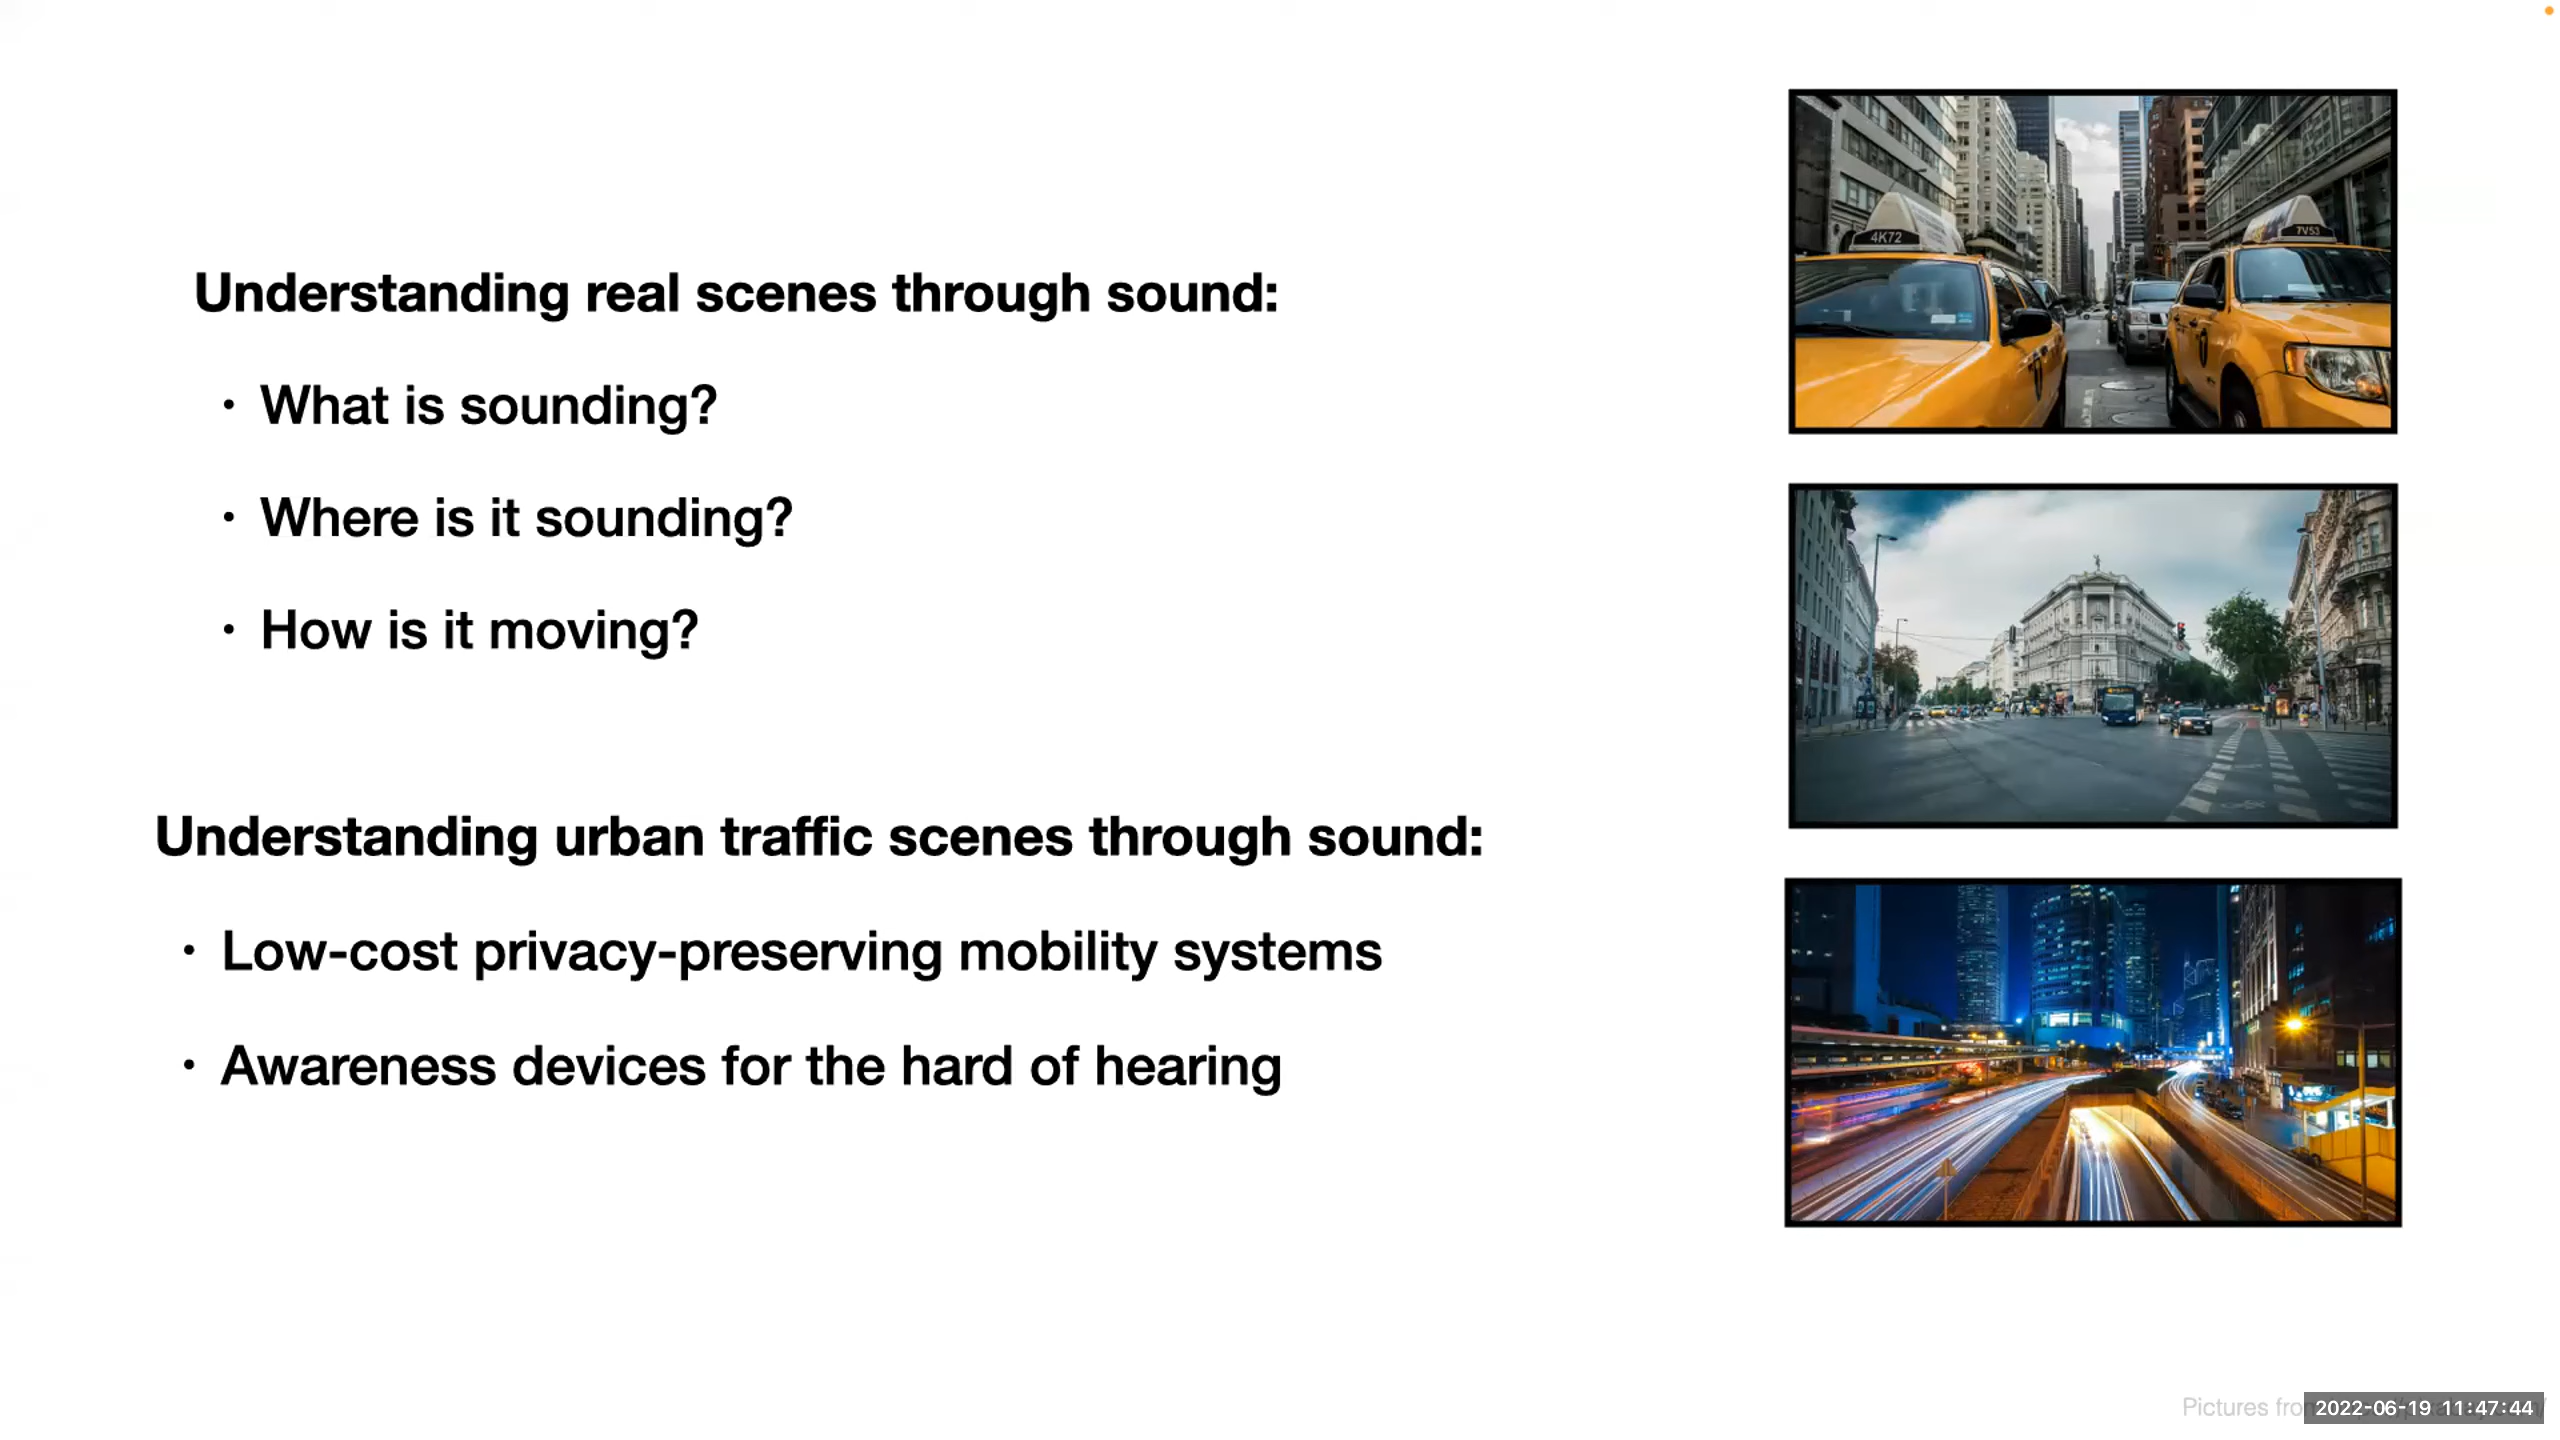 Understanding real scenes through sound:
• What is sounding?
• Where is it sounding?
• How is it moving?
Understanding urban traffic scenes through sound:
• Low-cost privacy-preserving mobility systems
• Awareness devices for the hard of hearing
4K72
7V53
Pictures from
2022-06-19 11:47:44